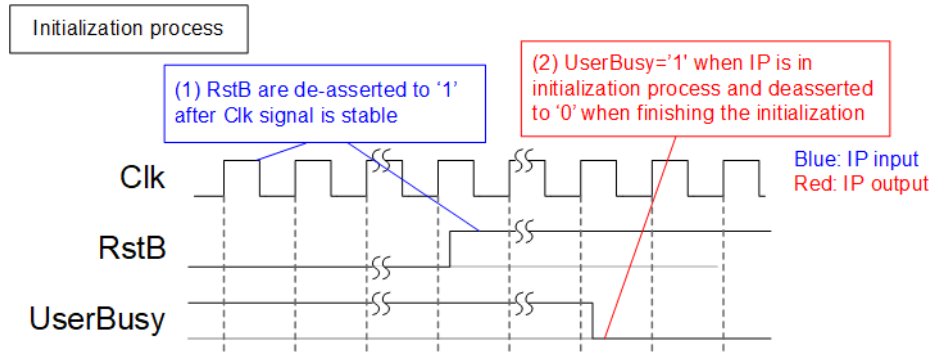 Initialization process
(1) RstB are de-asserted to ‘1’
after Clk signal is stable
(2) UserBusy=‘1' when IP is in
initialization process and deasserted
to ‘0’ when finishing the initialization
Blue: IP input
Red: IP output
Clk
RstB
UserBusy